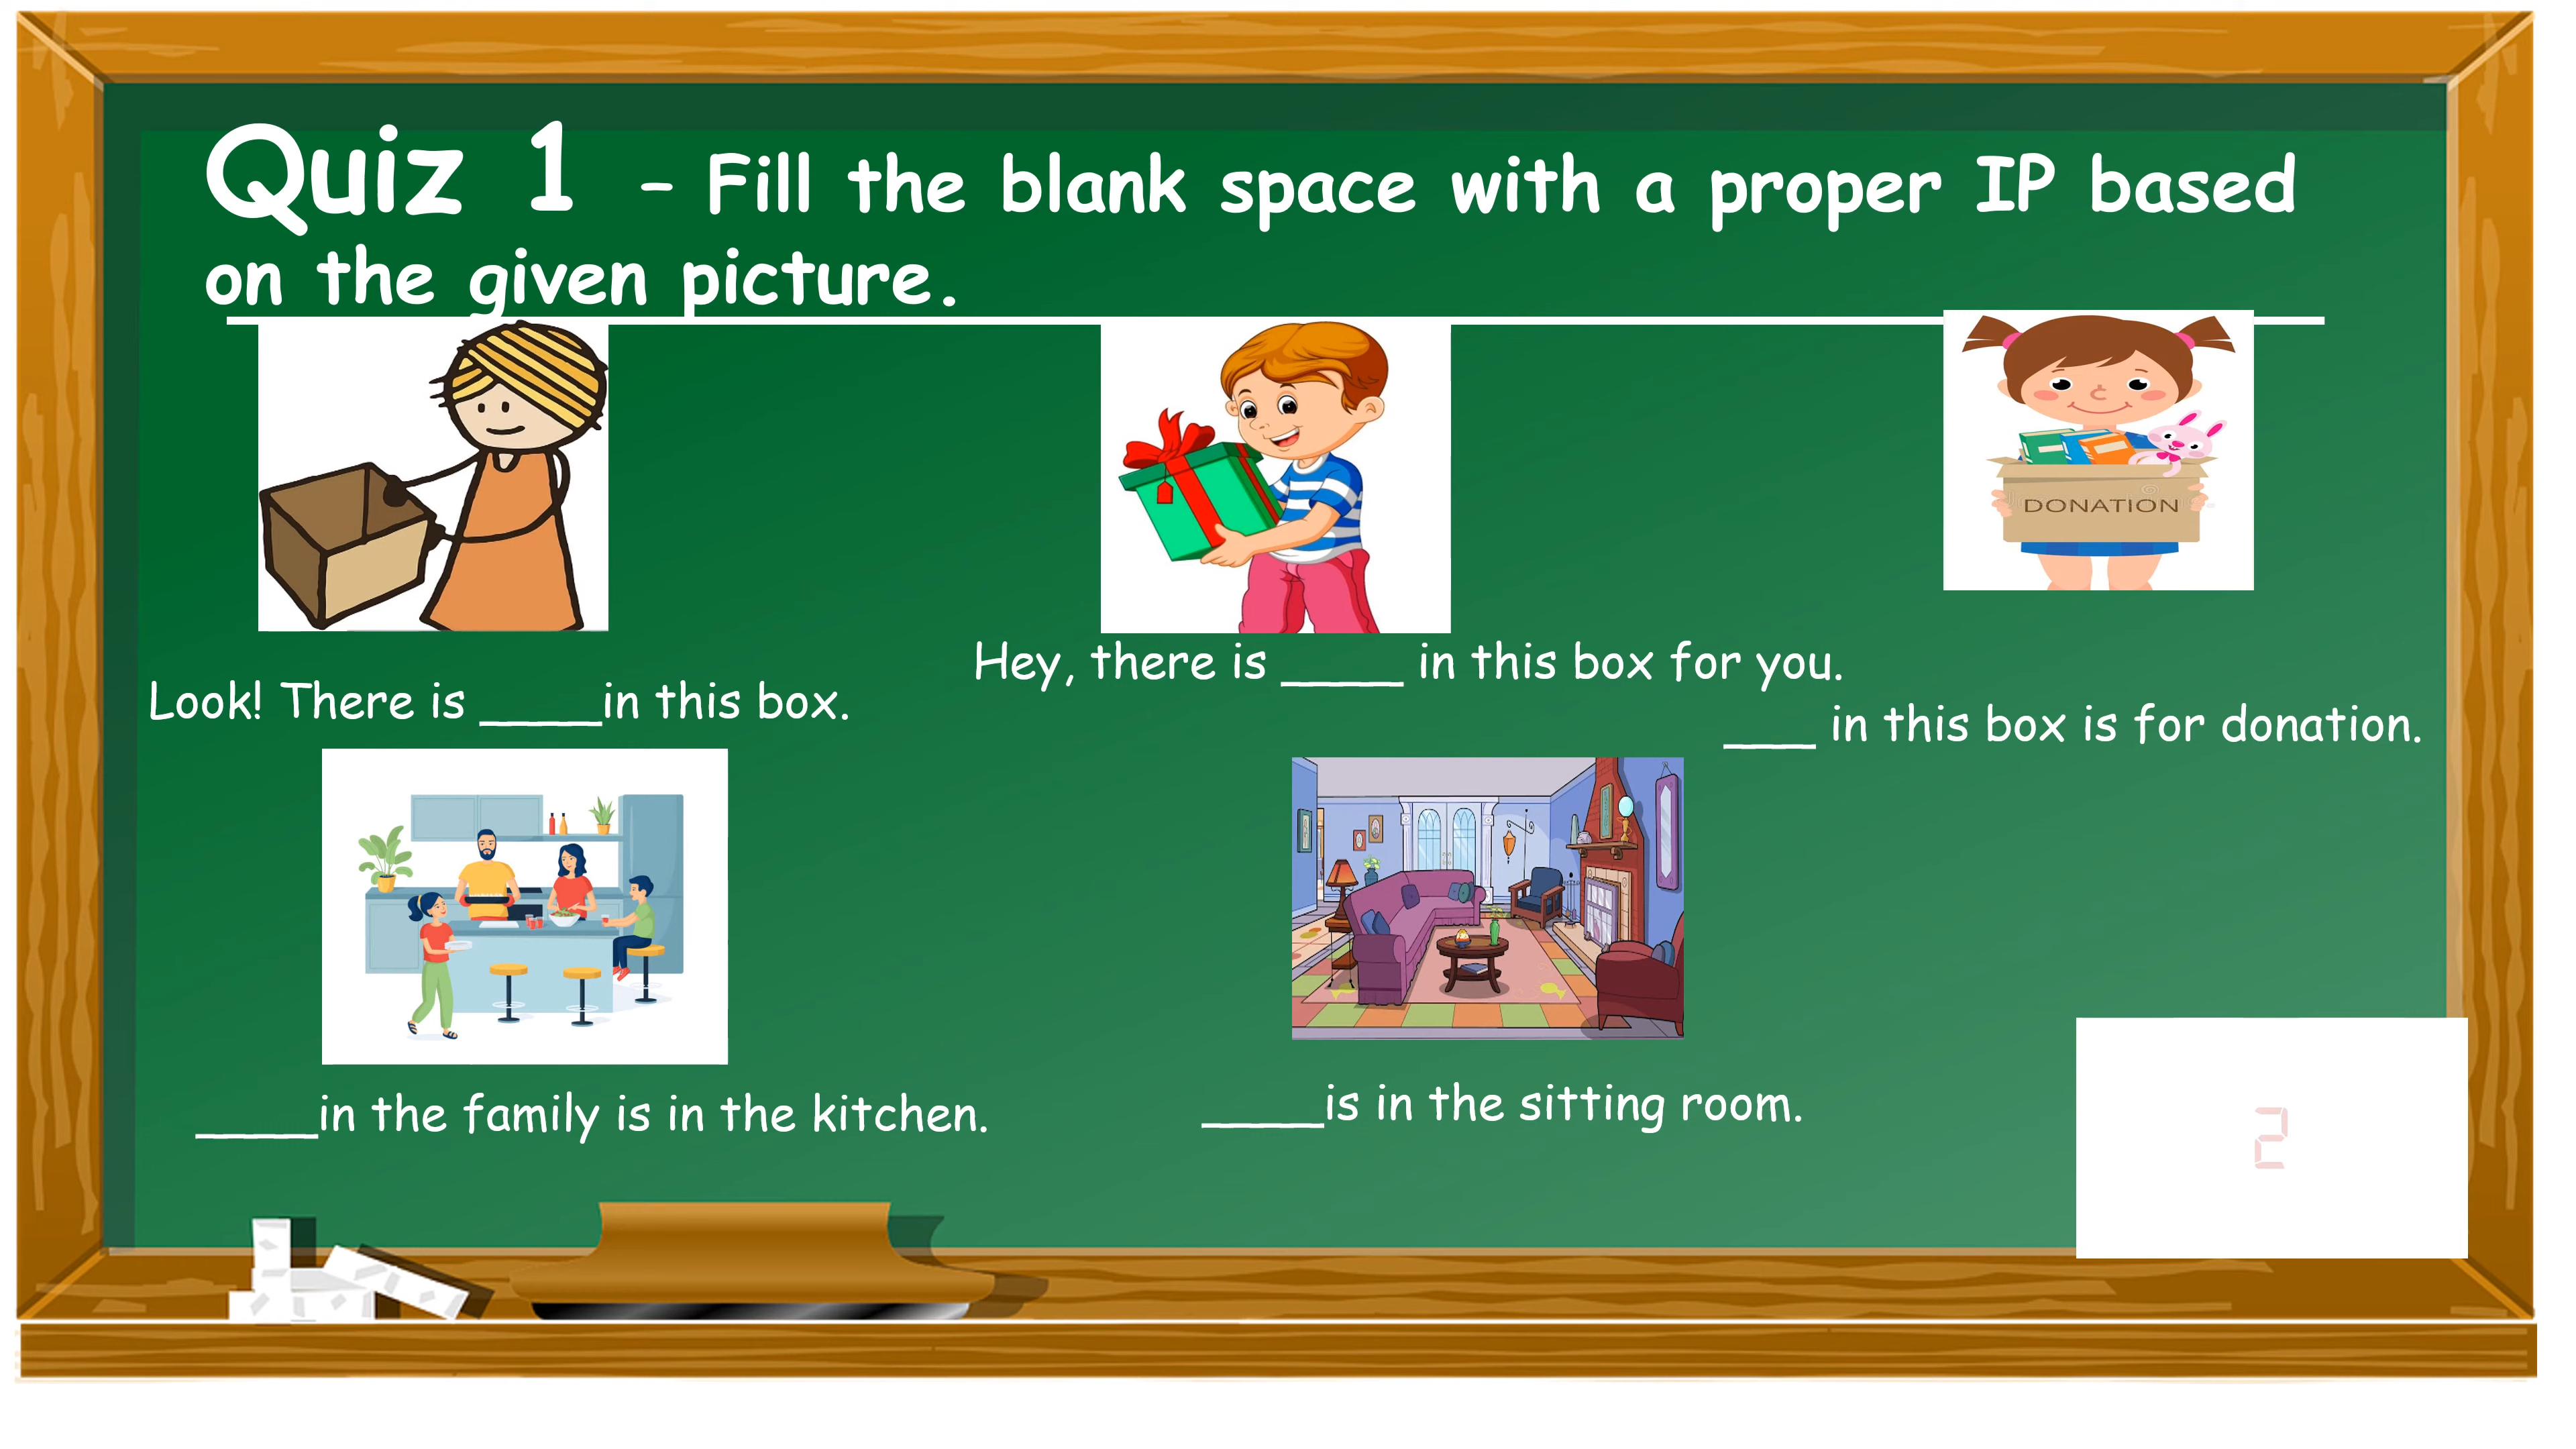 Quiz 1 – Fill the blank space with a proper IP based
on the given picture.
DONATION
Hey, there is ____ in this box for you.
Look! There is ____in this box.
___ in this box is for donation.
____in the family is in the kitchen.
____is in the sitting room.
2